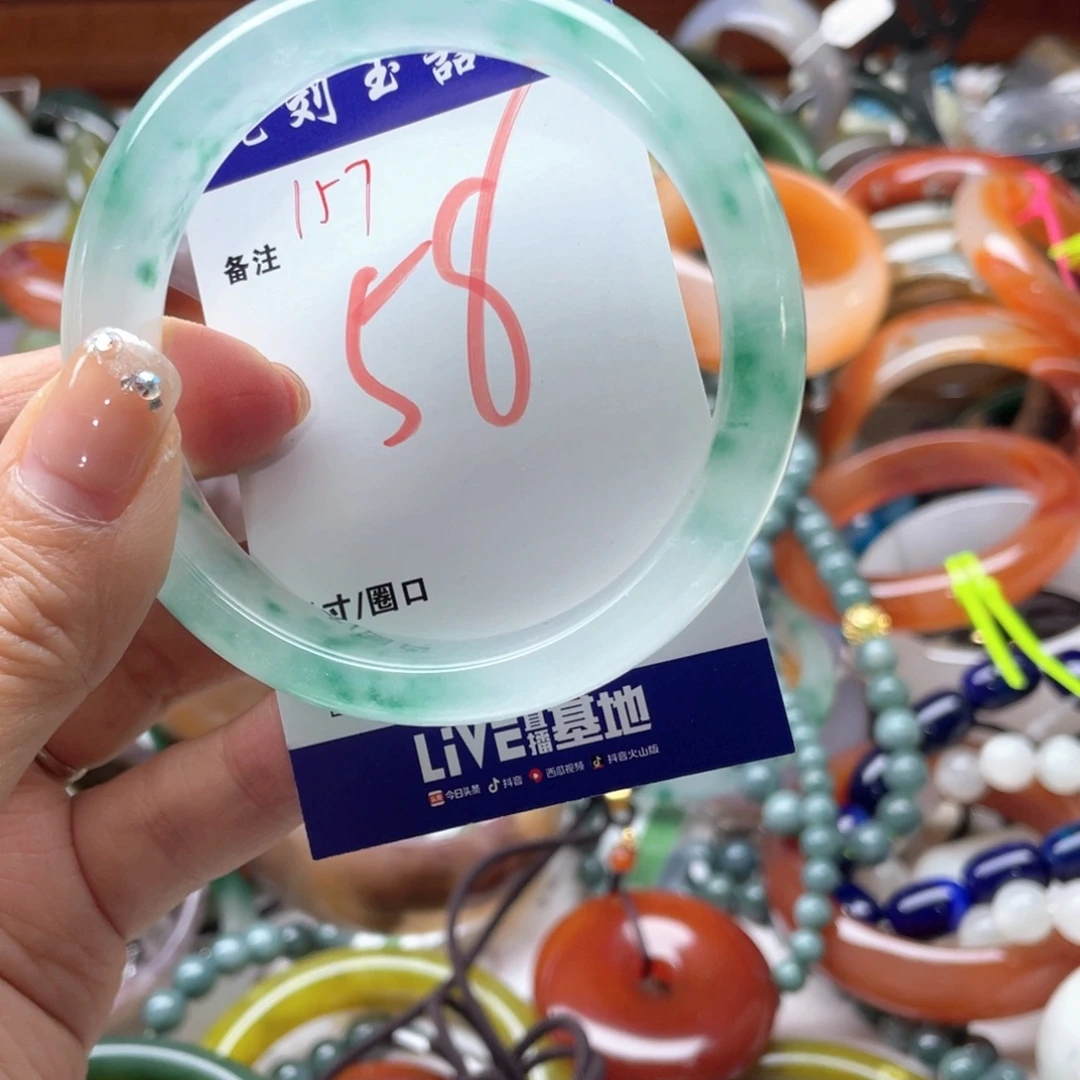 刻玉語
157
备注
58
寸/圈口
LiVE直播基地
今日头条 抖音 西瓜视频 抖音火山版